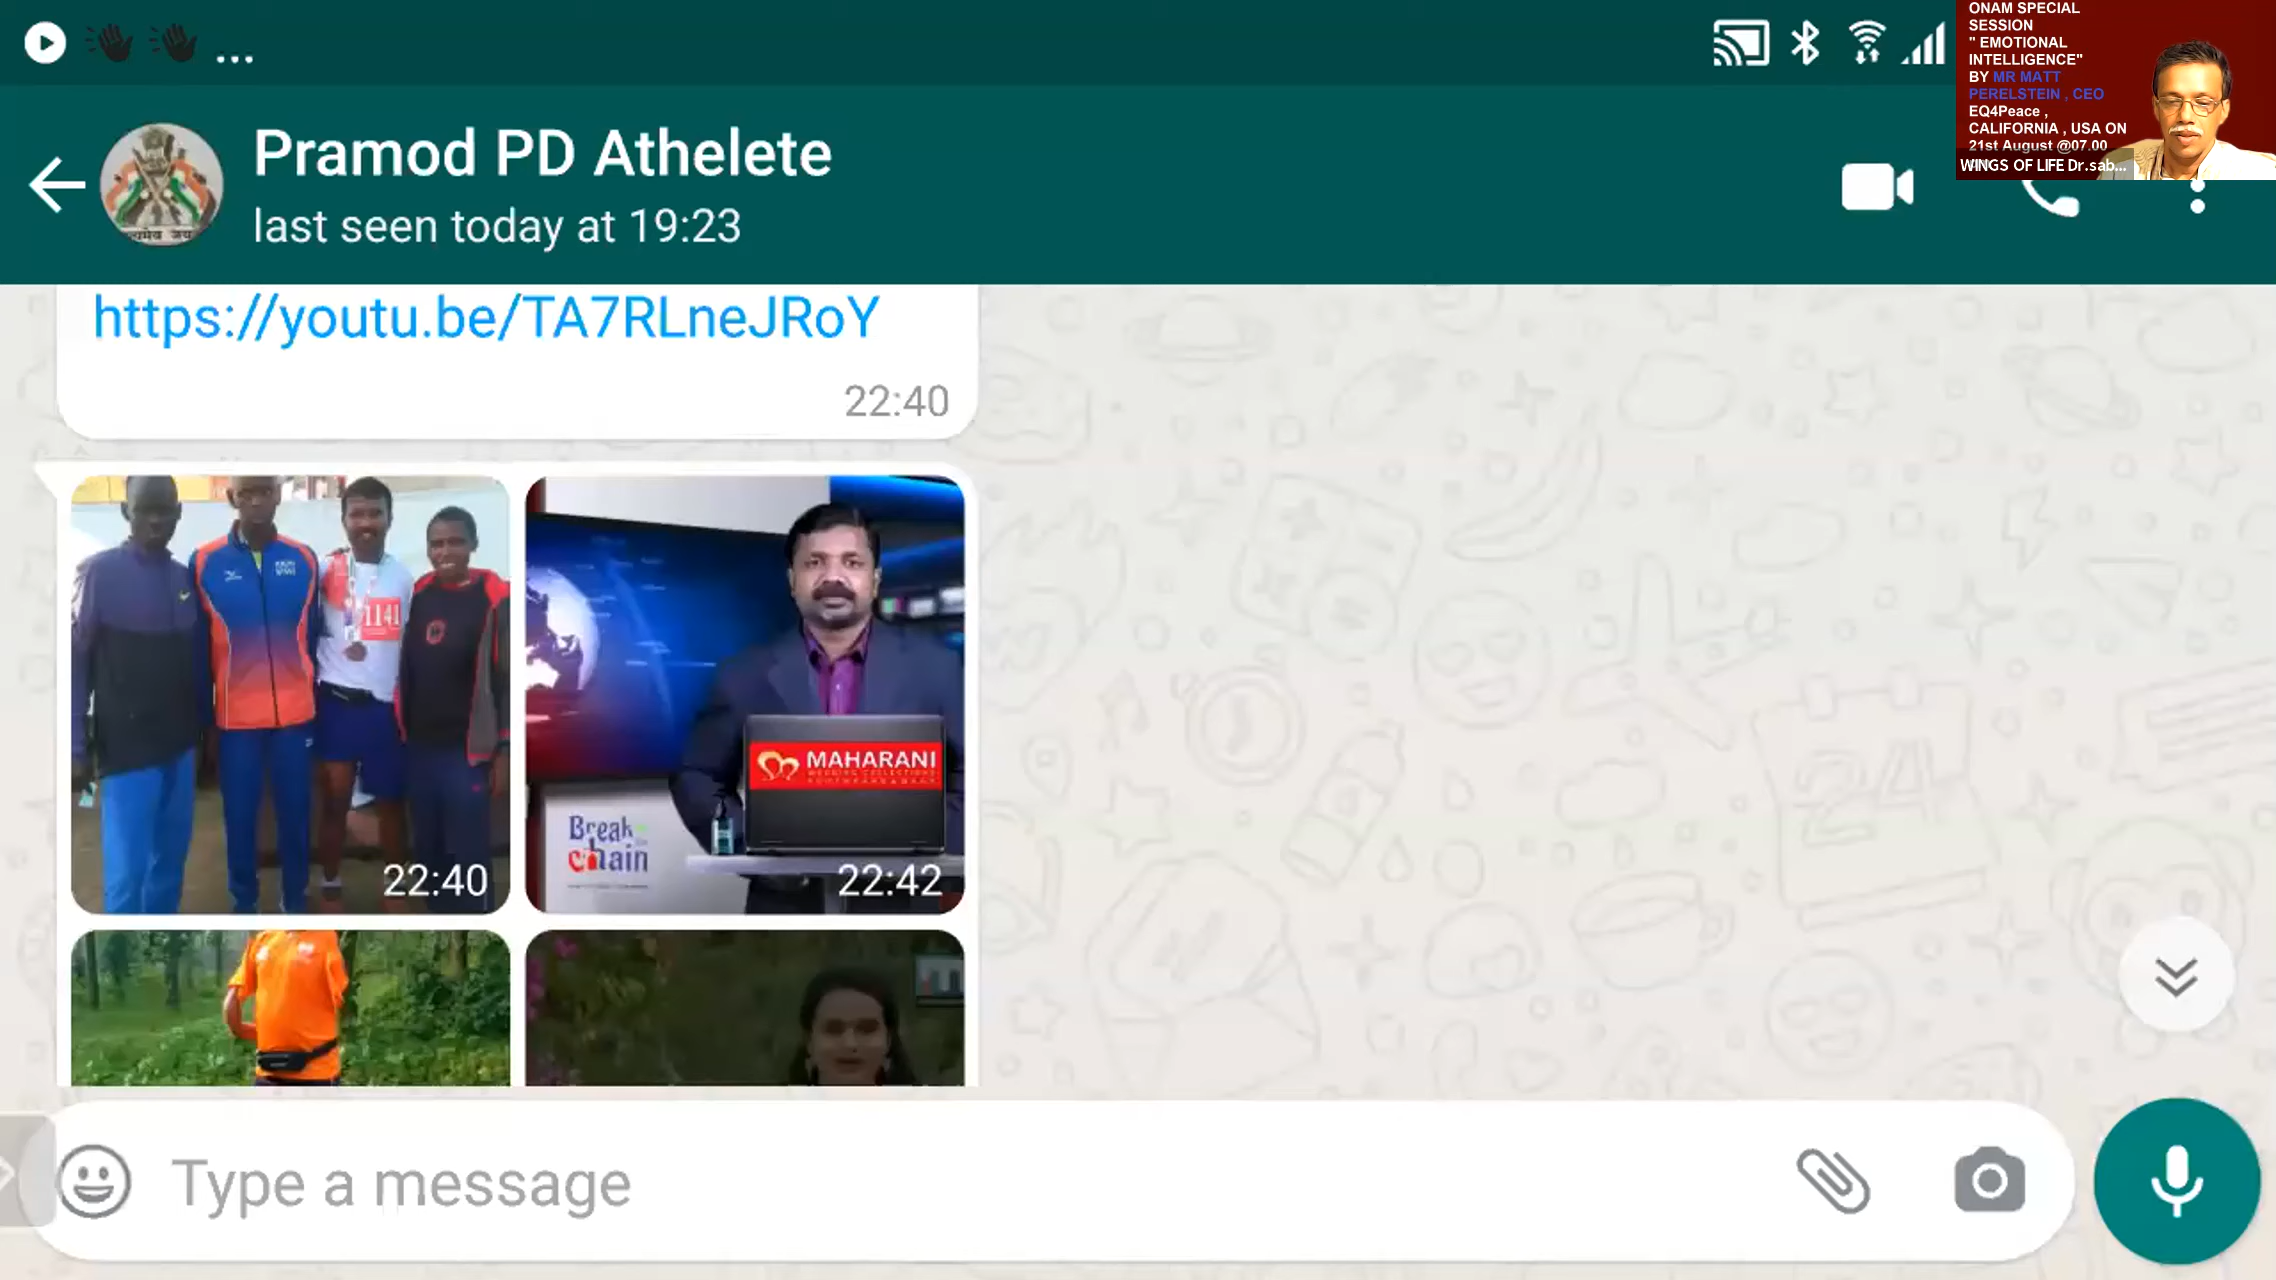 ONAM SPECIAL
SESSION
" EMOTIONAL
INTELLIGENCE"
BY MR MATT
PERELSTEIN , CEO
EQ4Peace ,
CALIFORNIA , USA ON
21st August @07.00
WINGS OF LIFE Dr.sab...
Pramod PD Athelete
last seen today at 19:23
https://youtu.be/TA7RLneJRoY
22:40
1141
22:40
MAHARANI
WEDDING COLLECTIONS
Break
chain
22:42
Type a message